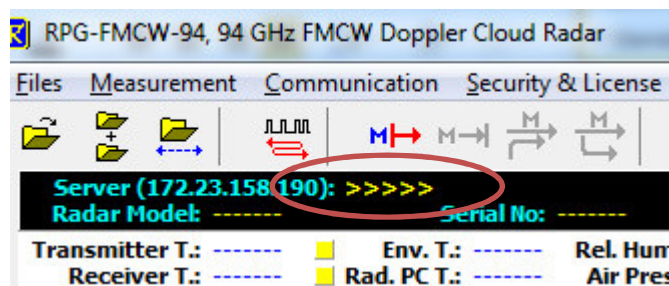 RPG-FMCW-94, 94 GHz FMCW Doppler Cloud Radar
Files Measurement Communication Security & License
M M M M
Server (172.23.158.190): >>>>>
Radar Model: ------- Serial No: -------
Transmitter T.: ------- Env. T.: ------- Rel. Hum
Receiver T.: ------- Rad. PC T.: ------- Air Pres